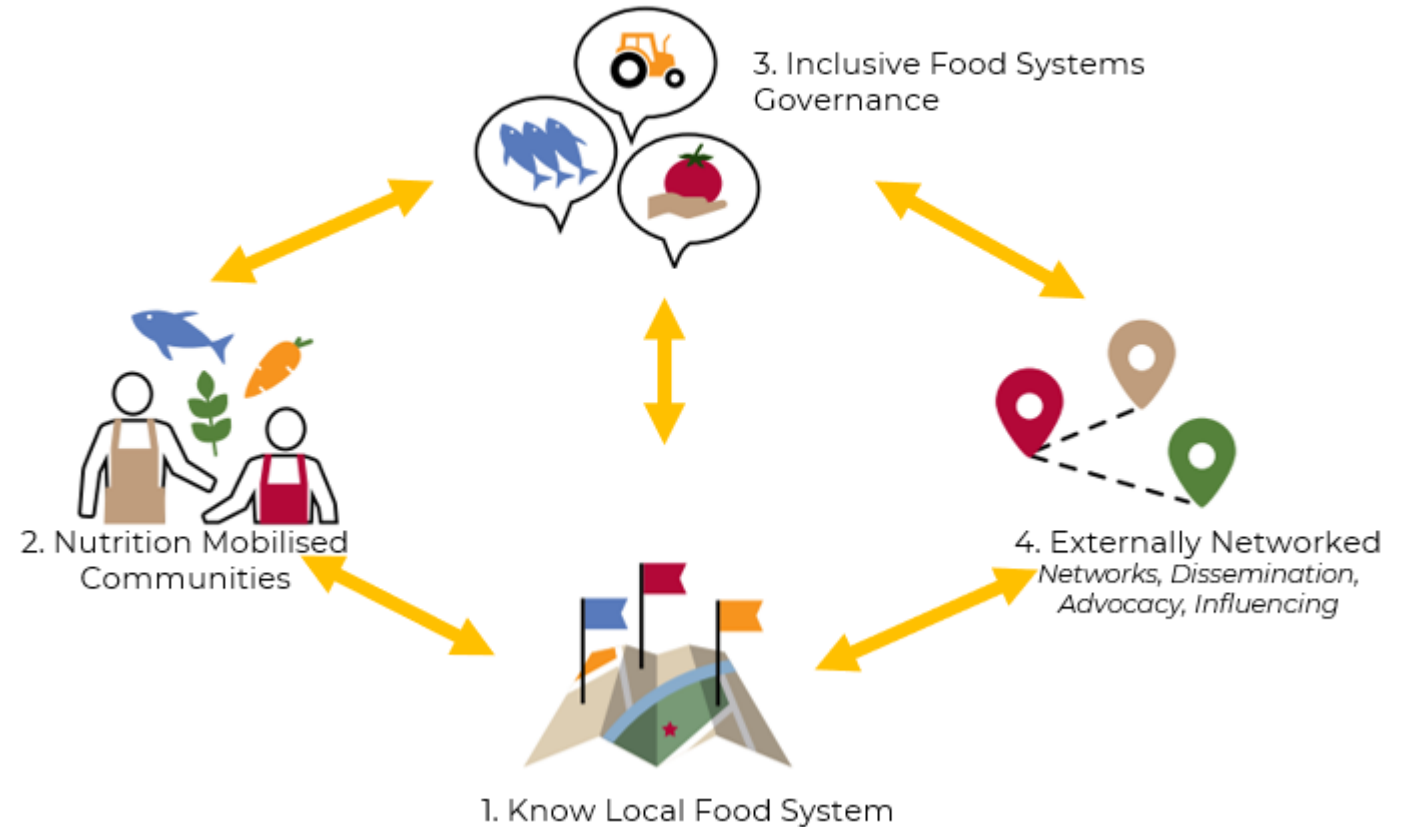 3. Inclusive Food Systems
Governance
2. Nutrition Mobilised
Communities
4. Externally Networked
Networks, Dissemination,
Advocacy, Influencing
1. Know Local Food System